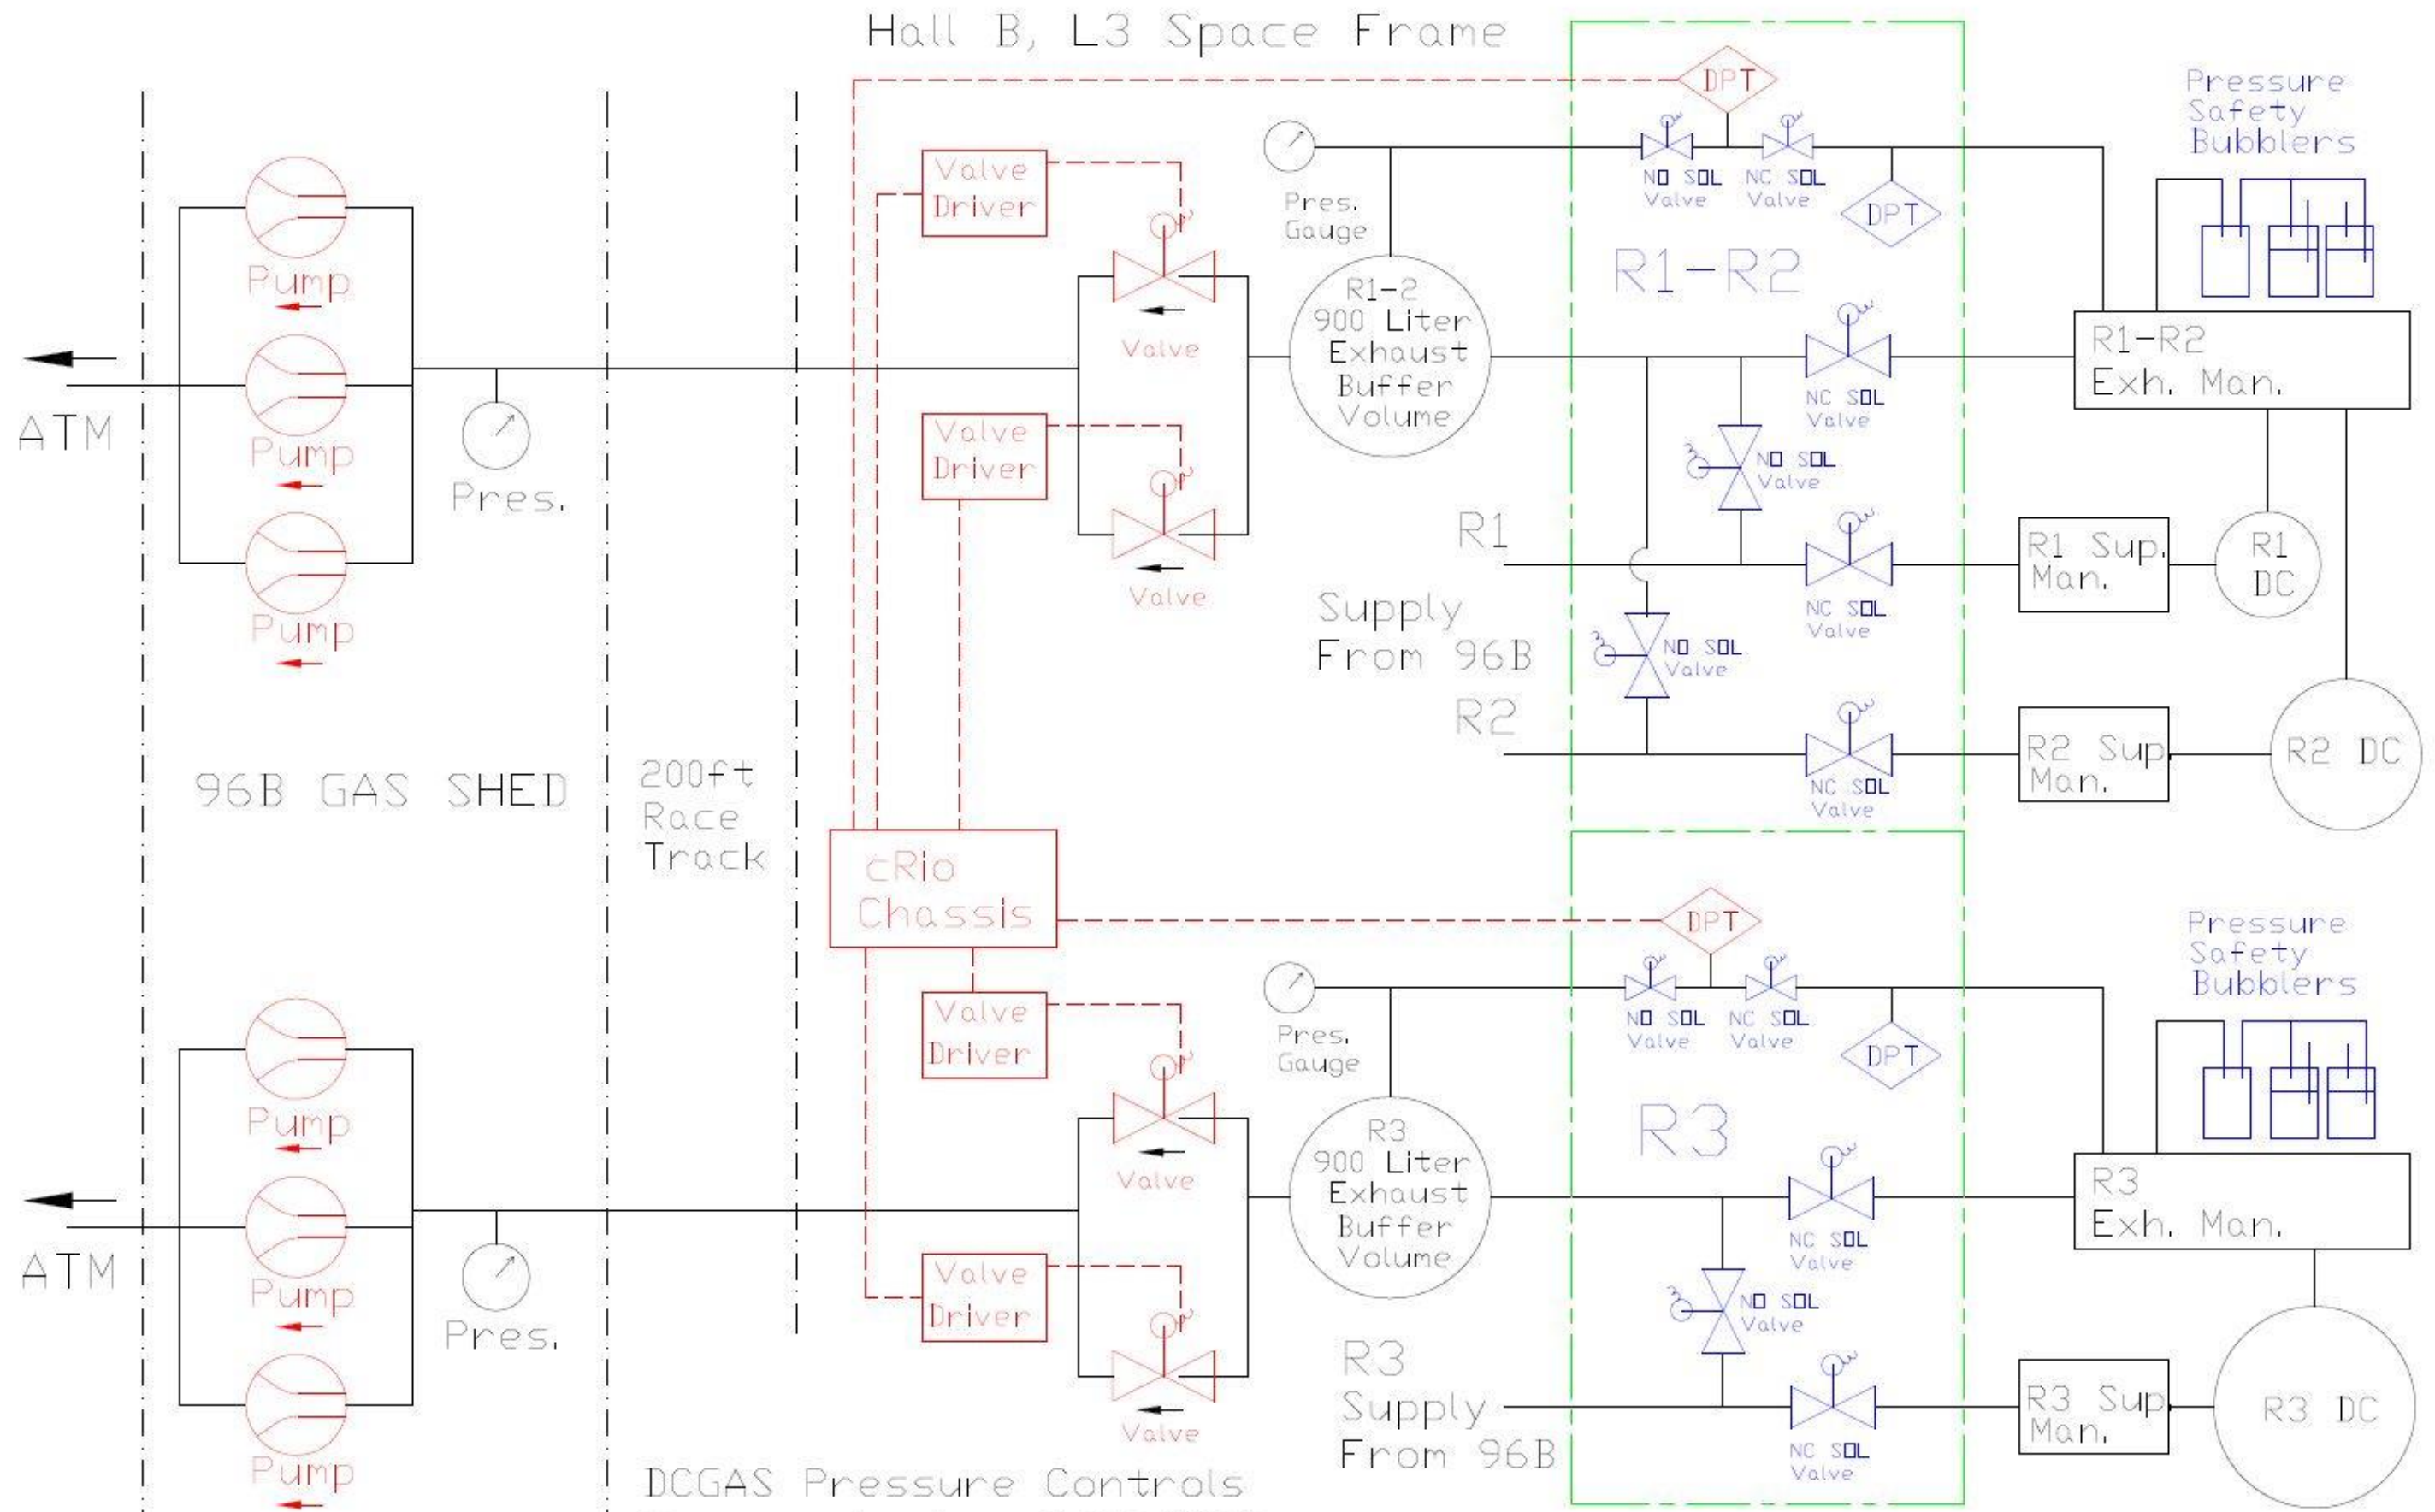 Hall B, L3 Space Frame
DPT
Pressure
Safety
Bubblers
Valve
Driver
NO SOL
Valve
NC SOL
Valve
DPT
Pres.
Gauge
Pump
R1-R2
R1-2
900 Liter
Exhaust
Buffer
Volume
Valve
R1-R2
Exh. Man.
NC SOL
Valve
ATM
Pump
Pres.
Valve
Driver
NO SOL
Valve
R1
R1 Sup.
Man.
R1
DC
Valve
NC SOL
Valve
Pump
Supply
From 96B
NO SOL
Valve
R2
R2 Sup.
Man.
R2 DC
NC SOL
Valve
96B GAS SHED
200ft
Race
Track
cRio
Chassis
DPT
Pressure
Safety
Bubblers
Valve
Driver
NO SOL
Valve
NC SOL
Valve
DPT
Pres.
Gauge
Pump
R3
R3
900 Liter
Exhaust
Buffer
Volume
Valve
R3
Exh. Man.
NC SOL
Valve
ATM
Pump
Pres.
Valve
Driver
NO SOL
Valve
R3
Supply
From 96B
R3 Sup.
Man.
R3 DC
Valve
NC SOL
Valve
Pump
DCGAS Pressure Controls